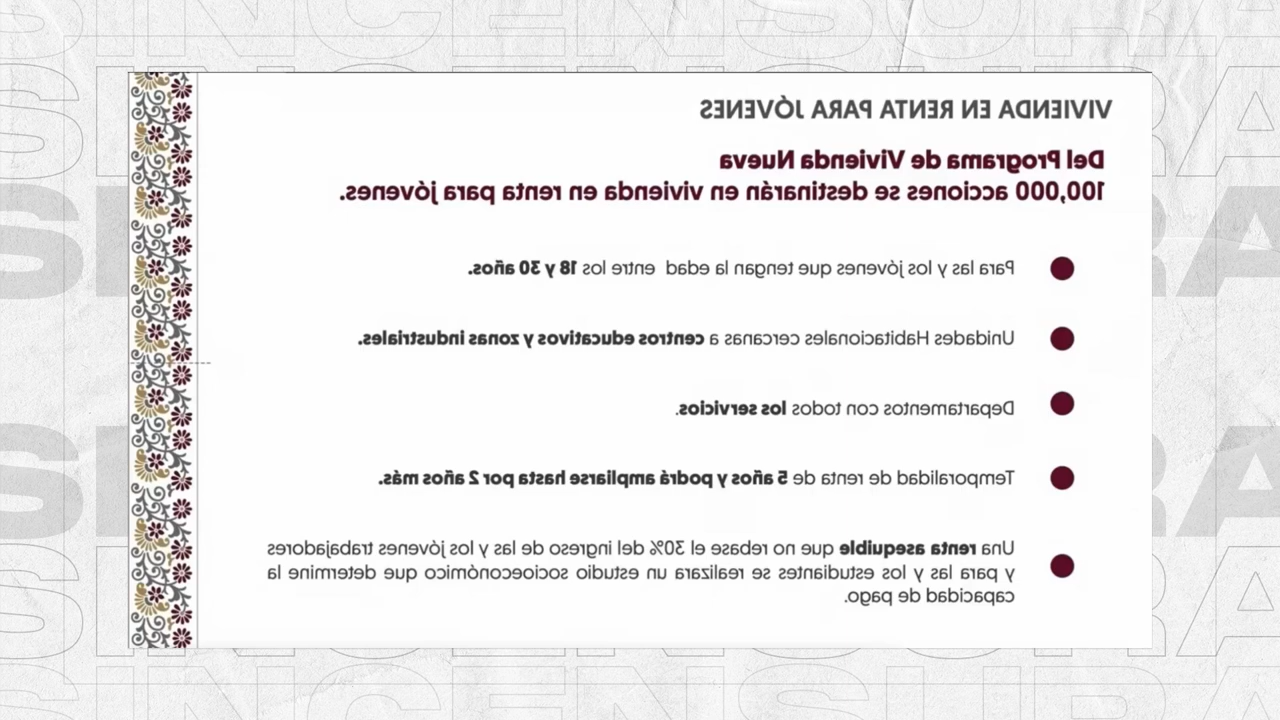 SINCENSURA
VIVIENDA EN RENTA PARA JÓVENES
Del Programa de Vivienda Nueva
100,000 acciones se destinarán en vivienda en renta para jóvenes.
Para las y los jóvenes que tengan la edad entre los 18 y 30 años.
Unidades Habitacionales cercanas a centros educativos y zonas industriales.
Departamentos con todos los servicios.
Temporalidad de renta de 5 años y podrá ampliarse hasta por 2 años más.
Una renta asequible que no rebase el 30% del ingreso de las y los jóvenes trabajadores
y para las y los estudiantes se realizara un estudio socioeconómico que determine la
capacidad de pago.
SINCENSURA